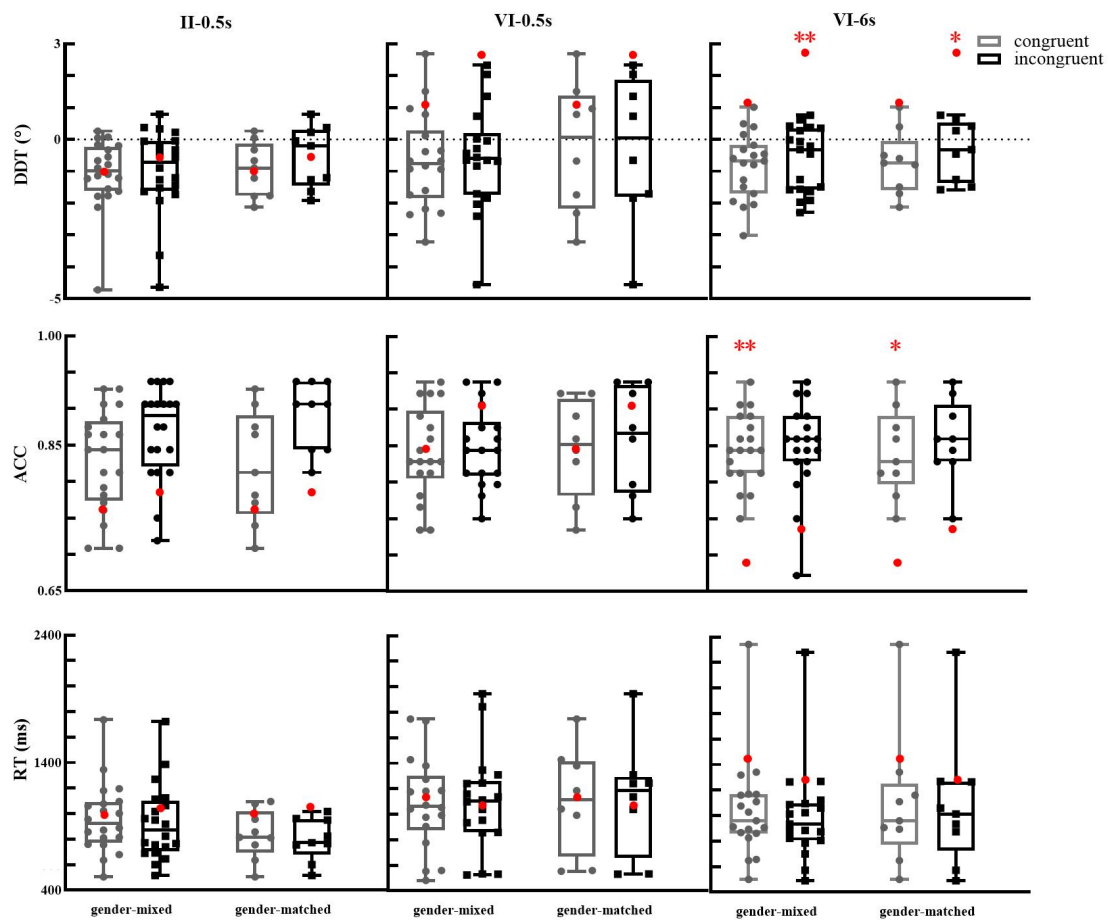 II-0.5s VI-0.5s VI-6s
** * congruent
incongruent
3
0
-5
DDT (°)
** *
1.00
0.85
0.65
ACC
2400
1400
400
RT (ms)
gender-mixed gender-matched gender-mixed gender-matched gender-mixed gender-matched